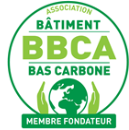 ASSOCIATION
BÂTIMENT
BBCA
BAS CARBONE
MEMBRE FONDATEUR